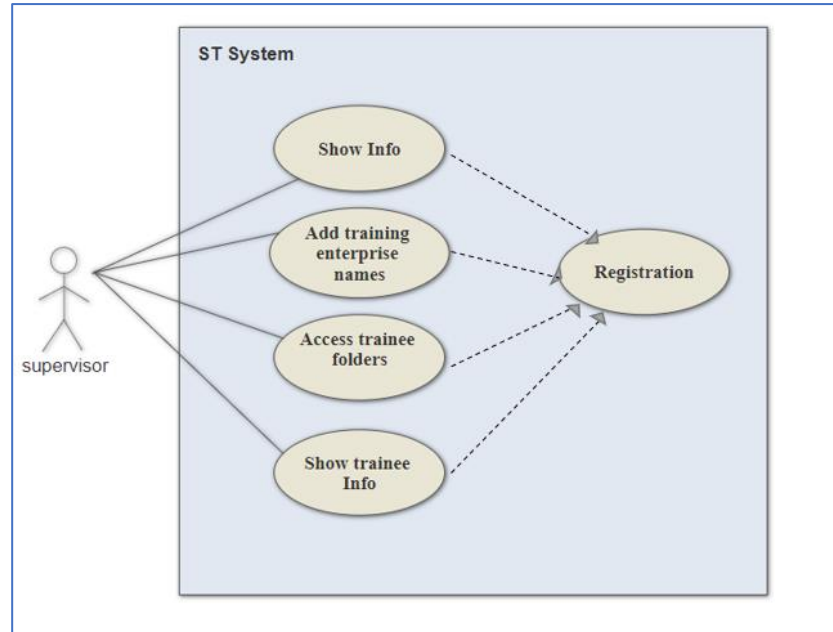 ST System
Show Info
Add training
enterprise
names
Registration
Access trainee
folders
supervisor
Show trainee
Info